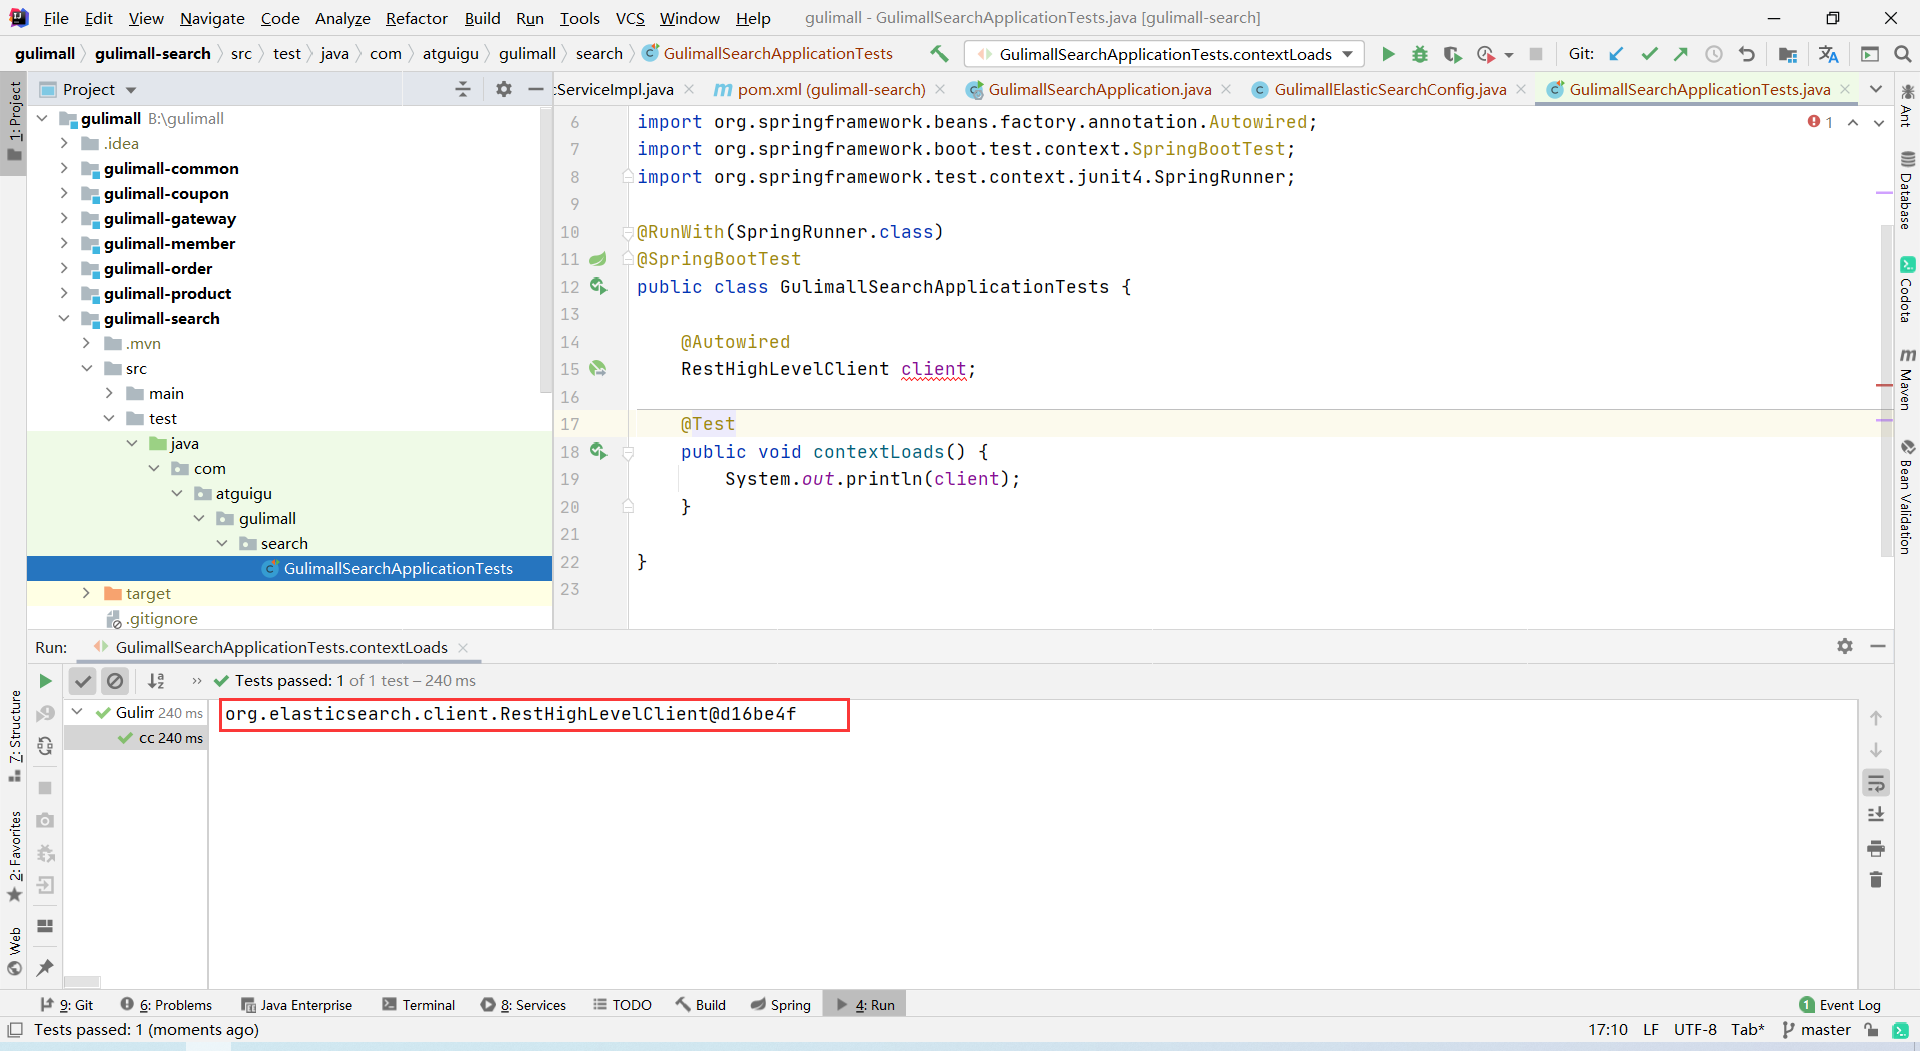 File Edit View Navigate Code Analyze Refactor Build Run Tools VCS Window Help gulimall - GulimallSearchApplicationTests.java [gulimall-search]
gulimall gulimall-search src test java com atguigu gulimall search GulimallSearchApplicationTests GulimallSearchApplicationTests.contextLoads Git:
Project
cServiceImpl.java pom.xml (gulimall-search) GulimallSearchApplication.java GulimallElasticSearchConfig.java GulimallSearchApplicationTests.java
1: Project
gulimall B:\gulimall
.idea
gulimall-common
gulimall-coupon
gulimall-gateway
gulimall-member
gulimall-order
gulimall-product
gulimall-search
.mvn
src
main
test
java
com
atguigu
gulimall
search
GulimallSearchApplicationTests
target
.gitignore
6 import org.springframework.beans.factory.annotation.Autowired;
7 import org.springframework.boot.test.context.SpringBootTest;
8 import org.springframework.test.context.junit4.SpringRunner;
9
10 @RunWith(SpringRunner.class)
11 @SpringBootTest
12 public class GulimallSearchApplicationTests {
13
14 @Autowired
15 RestHighLevelClient client;
16
17 @Test
18 public void contextLoads() {
19 System.out.println(client);
20 }
21
22 }
23
1
Ant
Database
Codota
Maven
Bean Validation
Run: GulimallSearchApplicationTests.contextLoads
Tests passed: 1 of 1 test – 240 ms
Gulim 240 ms
cc 240 ms
org.elasticsearch.client.RestHighLevelClient@d16be4f
7: Structure
2: Favorites
Web
9: Git 6: Problems Java Enterprise Terminal 8: Services TODO Build Spring 4: Run 1 Event Log
Tests passed: 1 (moments ago) 17:10 LF UTF-8 Tab* master